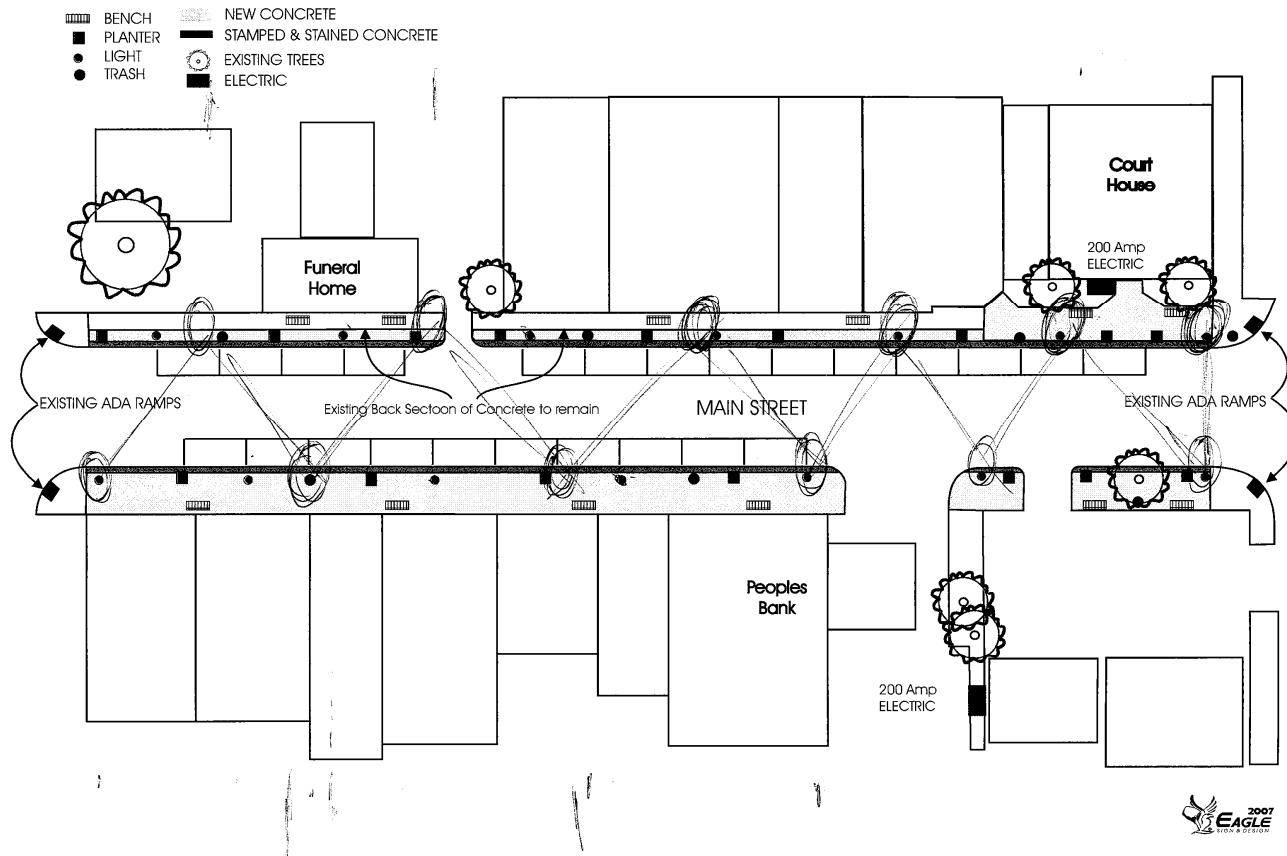 BENCH
PLANTER
LIGHT
TRASH
NEW CONCRETE
STAMPED & STAINED CONCRETE
EXISTING TREES
ELECTRIC
Court
House
200 Amp
ELECTRIC
Funeral
Home
EXISTING ADA RAMPS
Existing Back Sectoon of Concrete to remain
MAIN STREET
EXISTING ADA RAMPS
Peoples
Bank
200 Amp
ELECTRIC
2007
EAGLE
SIGN & DESIGN